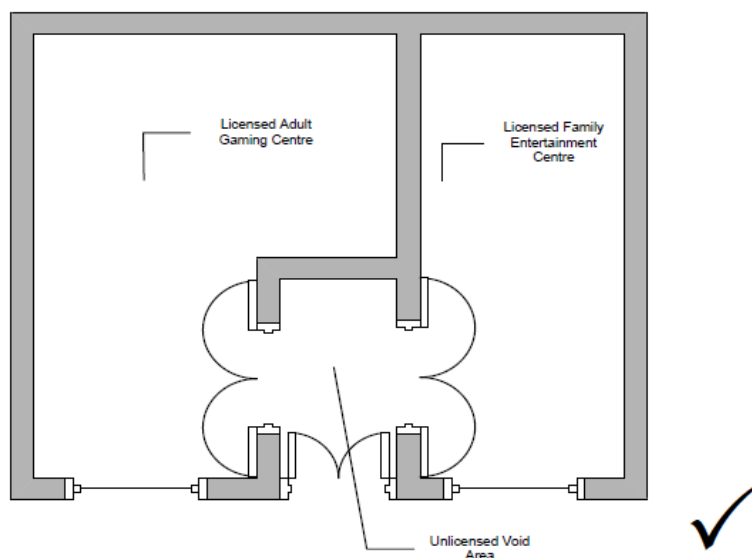 Licensed Adult
Gaming Centre
Licensed Family
Entertainment
Centre
Unlicensed Void
Area